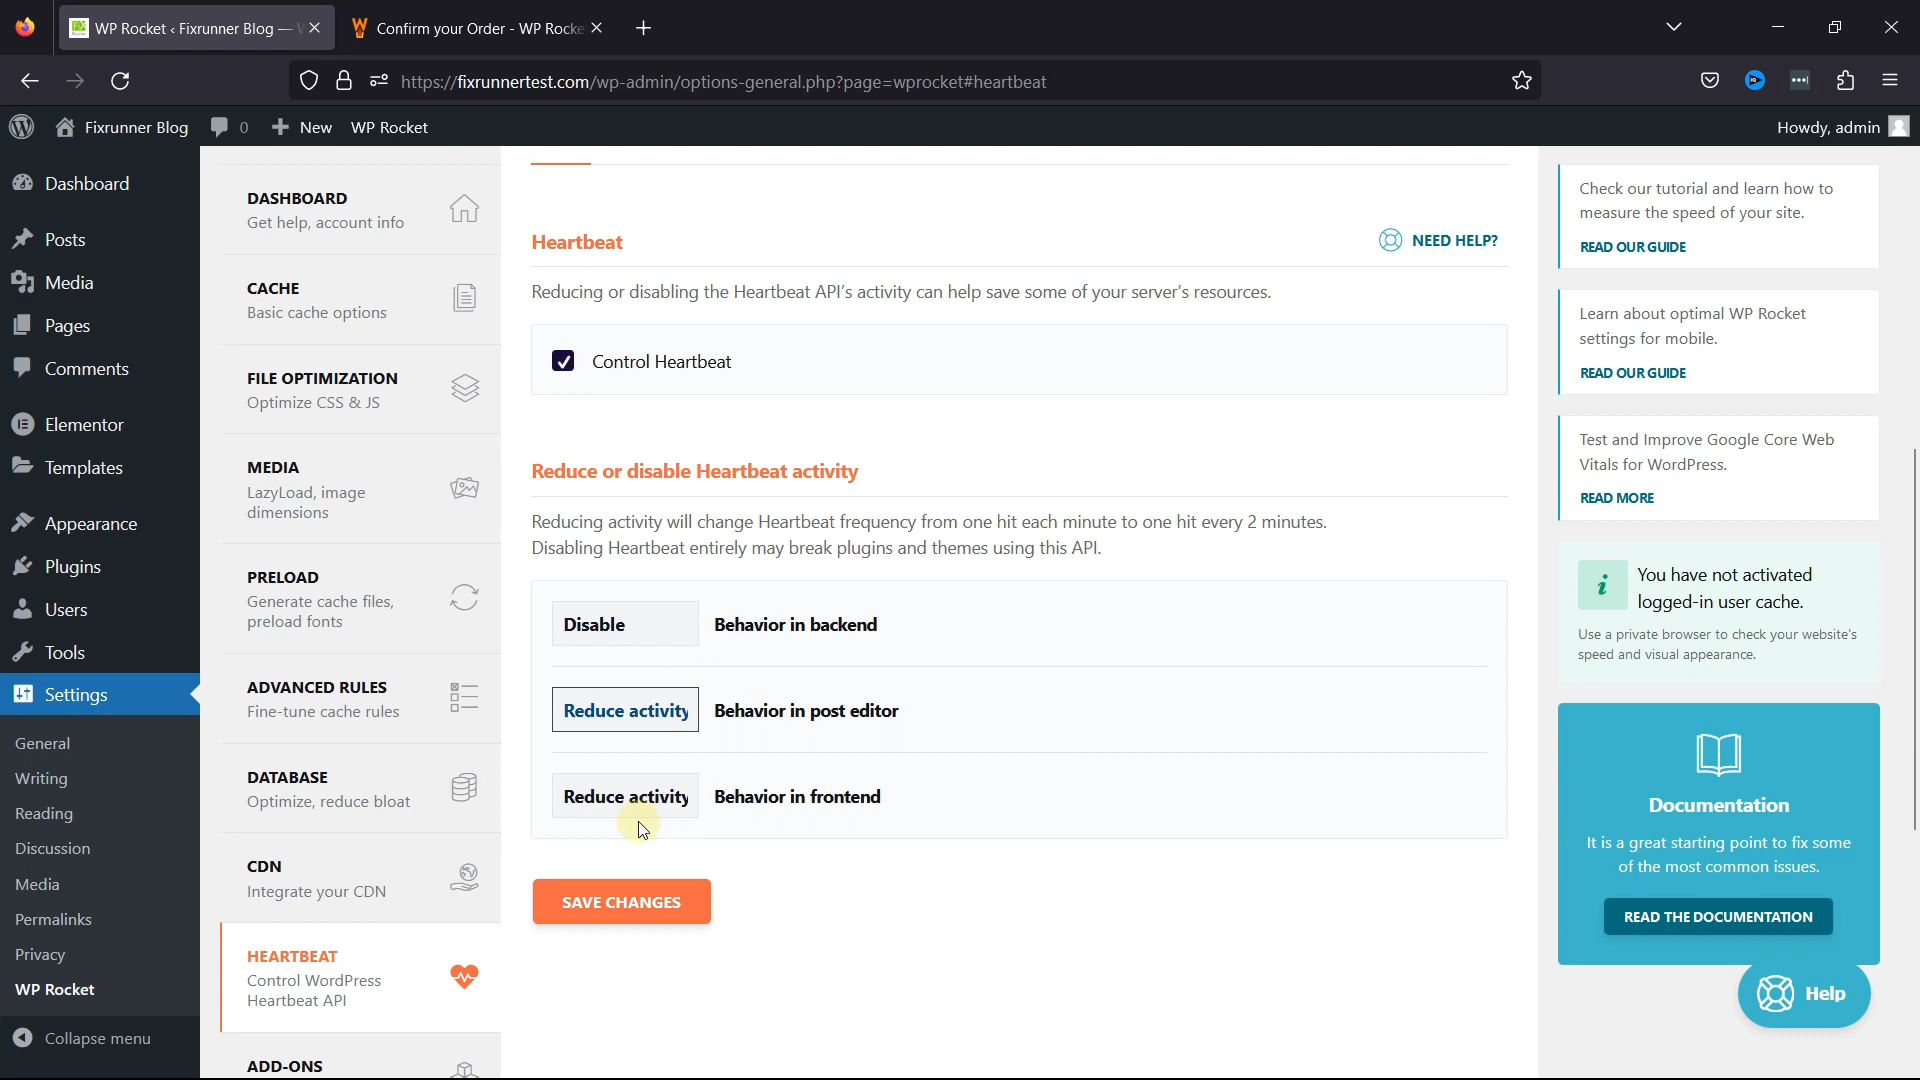 WP Rocket ‹ Fixrunner Blog —
Confirm your Order - WP Rocke
https://fixrunnertest.com/wp-admin/options-general.php?page=wprocket#heartbeat
Fixrunner Blog
0
New
WP Rocket
Howdy, admin
Dashboard
Posts
Media
Pages
Comments
Elementor
Templates
Appearance
Plugins
Users
Tools
Settings
General
Writing
Reading
Discussion
Media
Permalinks
Privacy
WP Rocket
Collapse menu
DASHBOARD
Get help, account info
CACHE
Basic cache options
FILE OPTIMIZATION
Optimize CSS & JS
MEDIA
LazyLoad, image
dimensions
PRELOAD
Generate cache files,
preload fonts
ADVANCED RULES
Fine-tune cache rules
DATABASE
Optimize, reduce bloat
CDN
Integrate your CDN
HEARTBEAT
Control WordPress
Heartbeat API
ADD-ONS
Heartbeat
NEED HELP?
Reducing or disabling the Heartbeat API's activity can help save some of your server's resources.
Control Heartbeat
Reduce or disable Heartbeat activity
Reducing activity will change Heartbeat frequency from one hit each minute to one hit every 2 minutes.
Disabling Heartbeat entirely may break plugins and themes using this API.
Disable
Behavior in backend
Reduce activity
Behavior in post editor
Reduce activity
Behavior in frontend
SAVE CHANGES
Check our tutorial and learn how to
measure the speed of your site.
READ OUR GUIDE
Learn about optimal WP Rocket
settings for mobile.
READ OUR GUIDE
Test and Improve Google Core Web
Vitals for WordPress.
READ MORE
You have not activated
logged-in user cache.
Use a private browser to check your website's
speed and visual appearance.
Documentation
It is a great starting point to fix some
of the most common issues.
READ THE DOCUMENTATION
Help